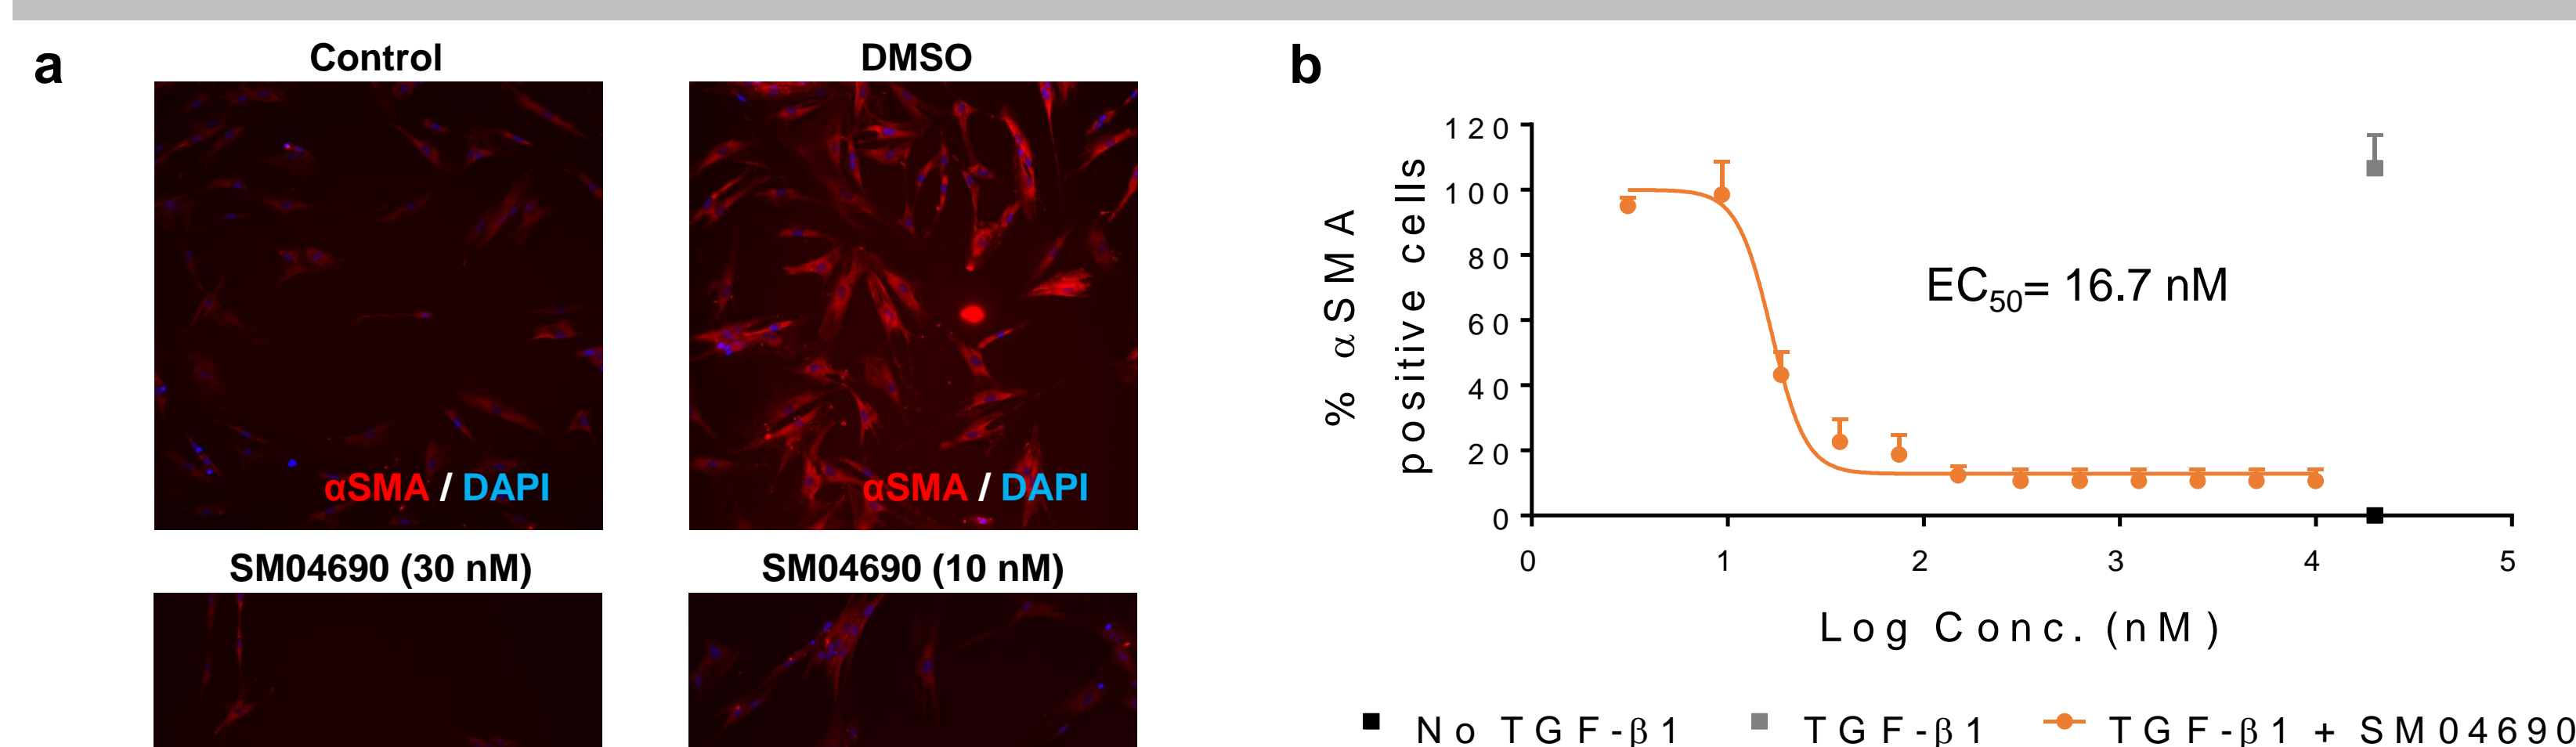 a
Control
DMSO
αSMA / DAPI
αSMA / DAPI
SM04690 (30 nM)
SM04690 (10 nM)
b
% αSMA
positive cells
120
100
80
60
40
20
0
EC50= 16.7 nM
0 1 2 3 4 5
Log Conc. (nM)
No TGF-β1
TGF-β1
TGF-β1 + SM04690